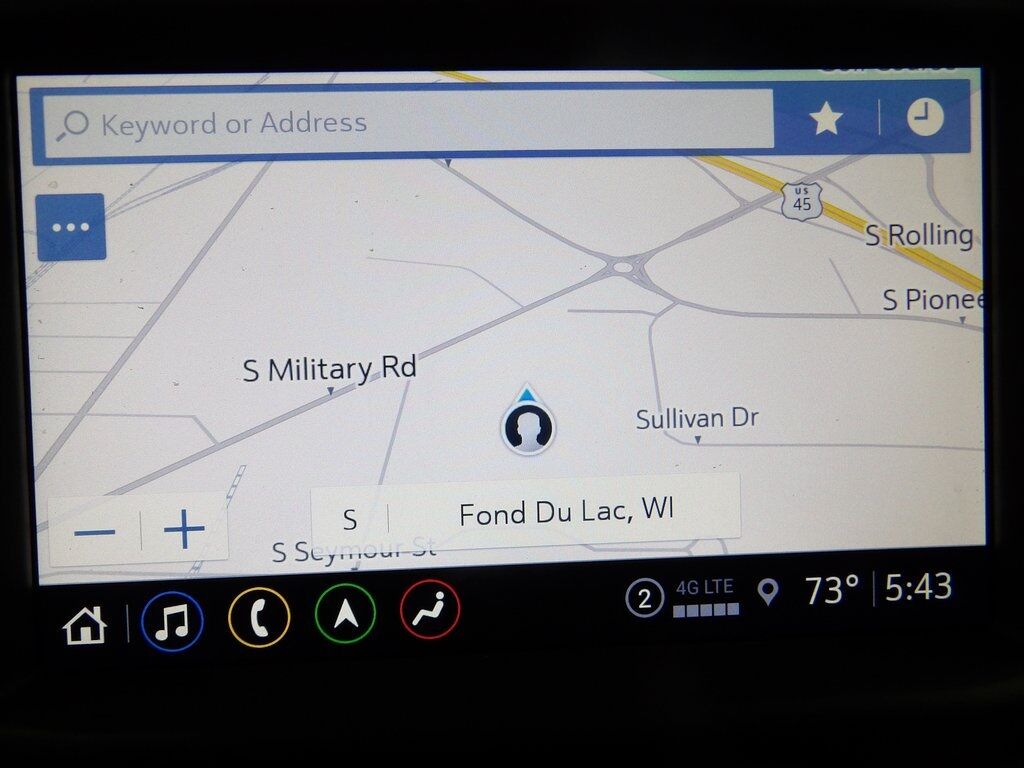 Keyword or Address
US
45
S Rolling
S Pionee
S Military Rd
Sullivan Dr
S
Fond Du Lac, WI
S Seymour St
2
4G LTE
73°
5:43